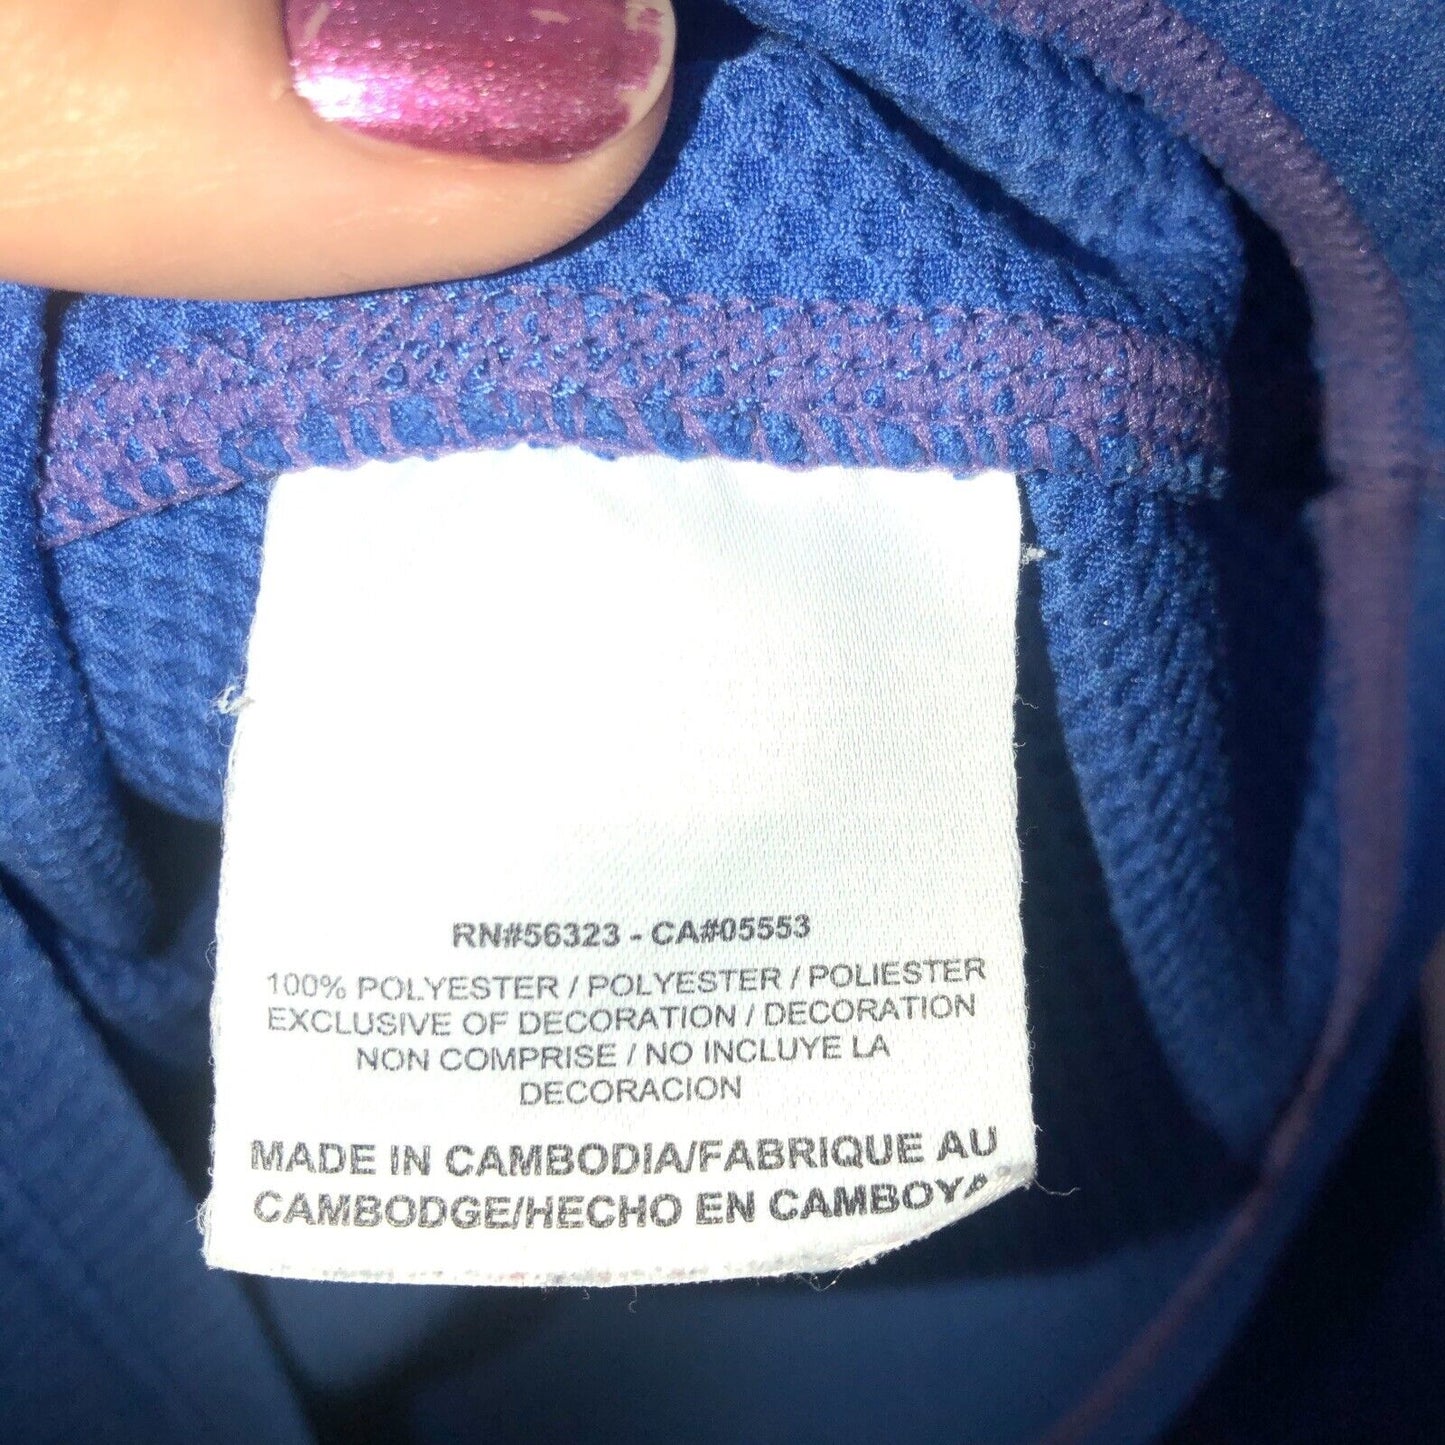 RN#56323 - CA#05553
100% POLYESTER / POLYESTER / POLIESTER
EXCLUSIVE OF DECORATION / DECORATION
NON COMPRISE / NO INCLUYE LA
DECORACION
MADE IN CAMBODIA/FABRIQUE AU
CAMBODGE/HECHO EN CAMBOYA